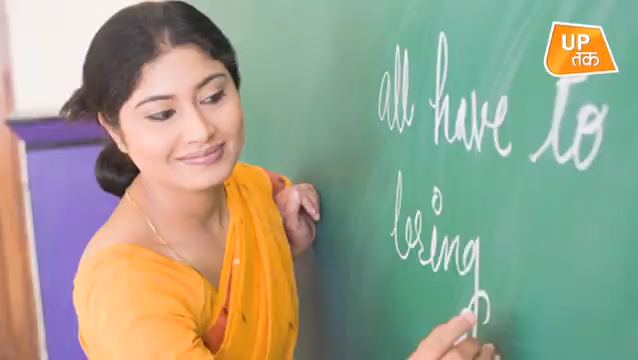 UP
तक
all have to
bring